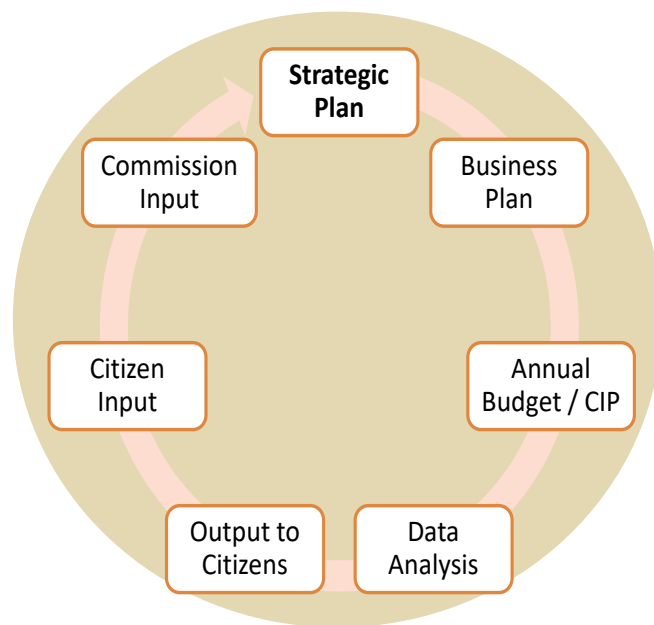 Strategic
Plan
Business
Plan
Annual
Budget / CIP
Data
Analysis
Output to
Citizens
Citizen
Input
Commission
Input